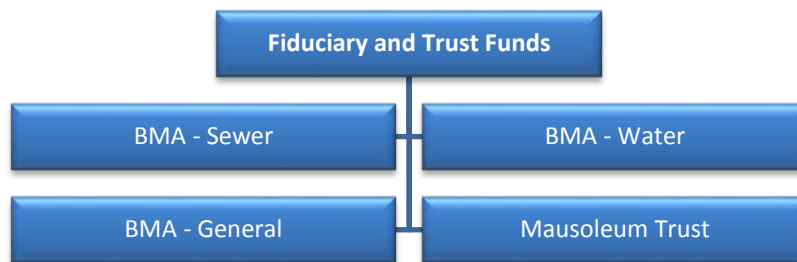 Fiduciary and Trust Funds
BMA - Sewer
BMA - Water
BMA - General
Mausoleum Trust